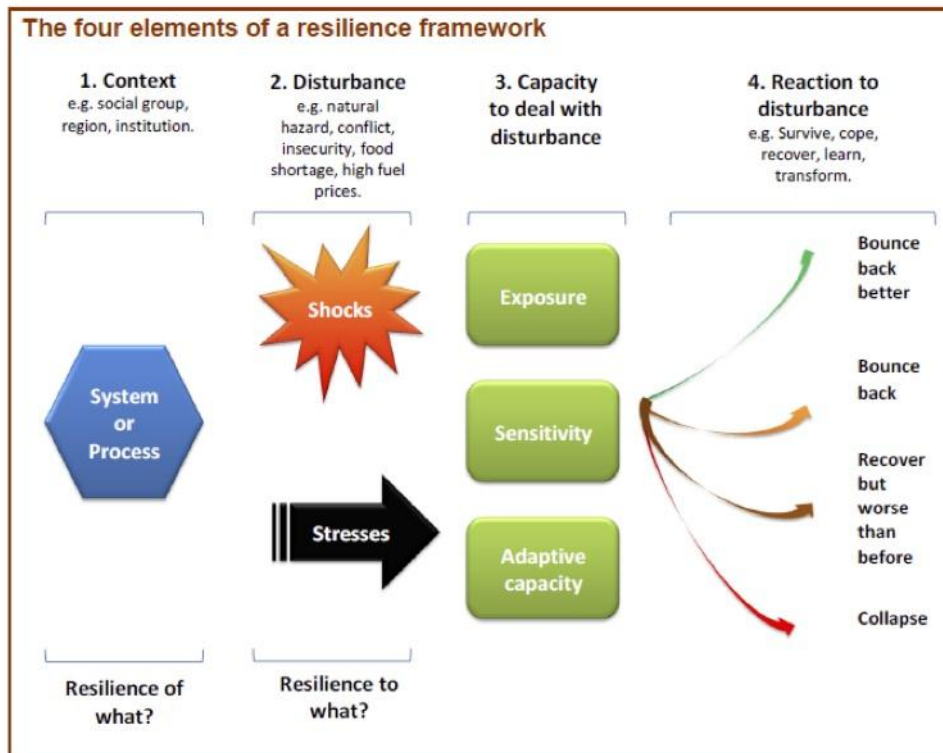 The four elements of a resilience framework
1. Context
e.g. social group,
region, institution.
2. Disturbance
e.g. natural
hazard, conflict,
insecurity, food
shortage, high fuel
prices.
3. Capacity
to deal with
disturbance
4. Reaction to
disturbance
e.g. Survive, cope,
recover, learn,
transform.
System
or
Process
Shocks
Stresses
Exposure
Sensitivity
Adaptive
capacity
Bounce
back
better
Bounce
back
Recover
but
worse
than
before
Collapse
Resilience of
what?
Resilience to
what?